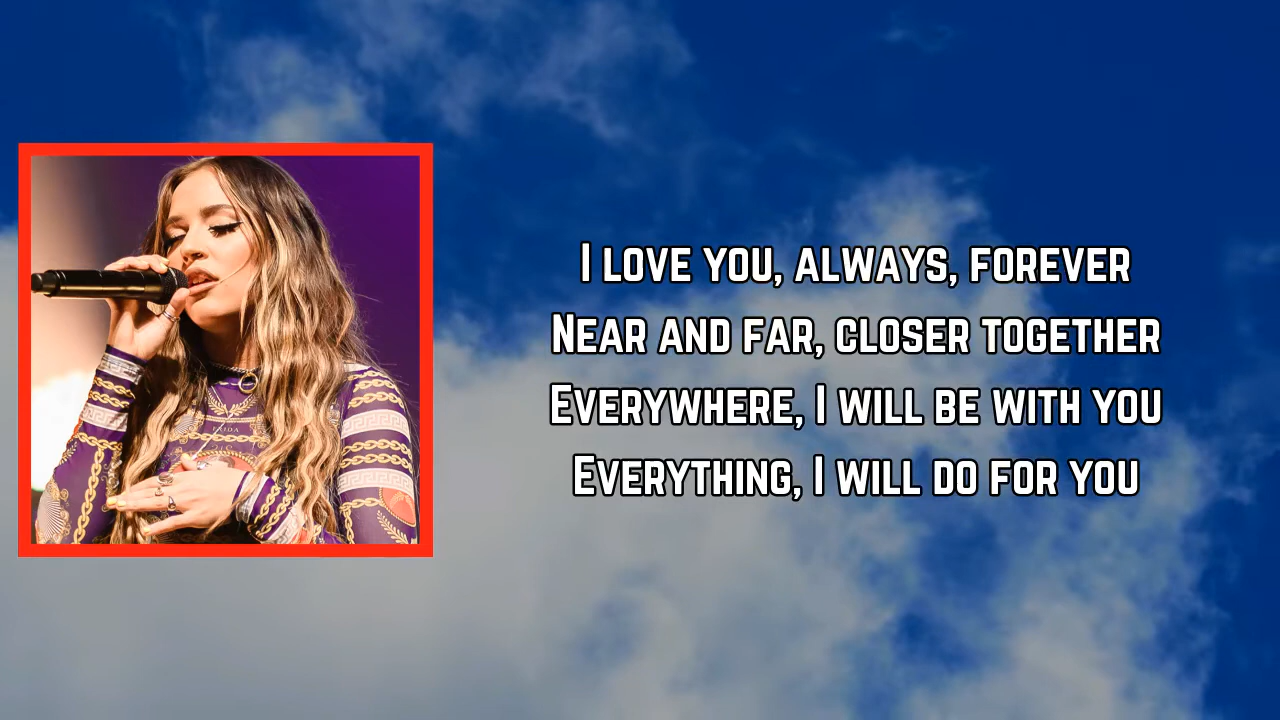 I love you, always, forever
Near and far, closer together
Everywhere, I will be with you
Everything, I will do for you